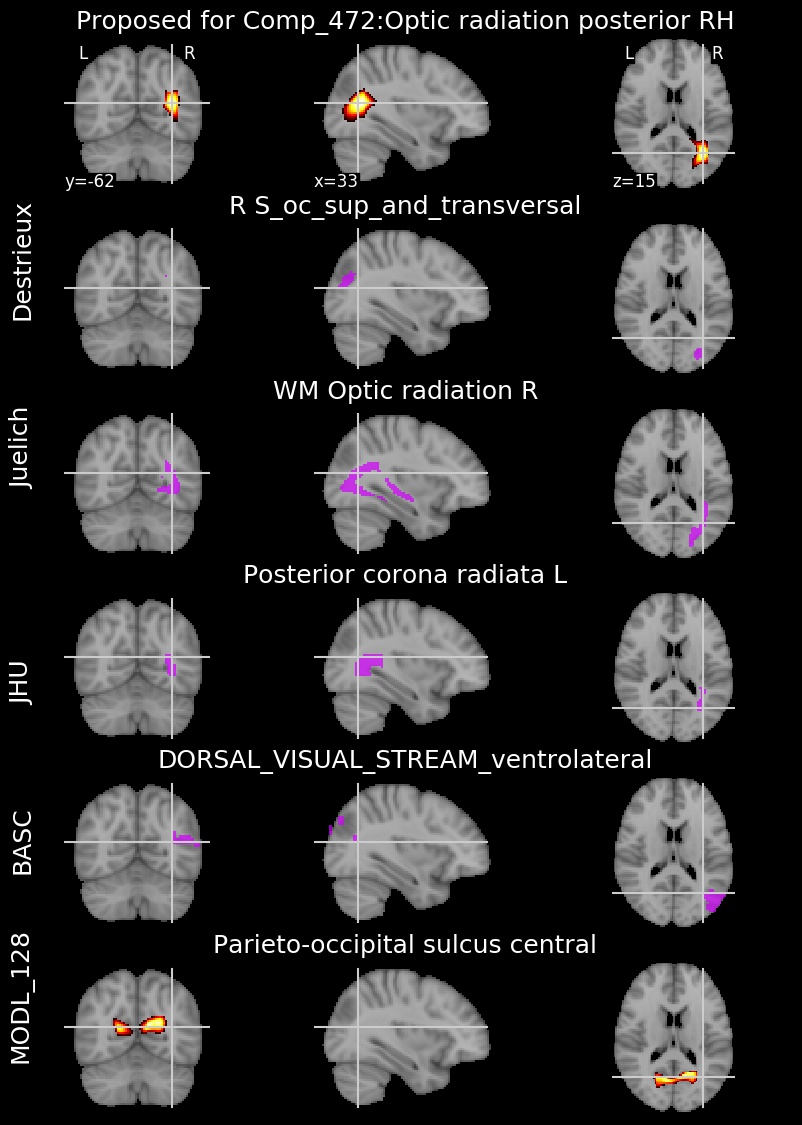 Proposed for Comp_472:Optic radiation posterior RH
L R L R
y=-62 x=33 z=15
Destrieux
R S_oc_sup_and_transversal
Juelich
WM Optic radiation R
JHU
Posterior corona radiata L
BASC
DORSAL_VISUAL_STREAM_ventrolateral
MODL_128
Parieto-occipital sulcus central